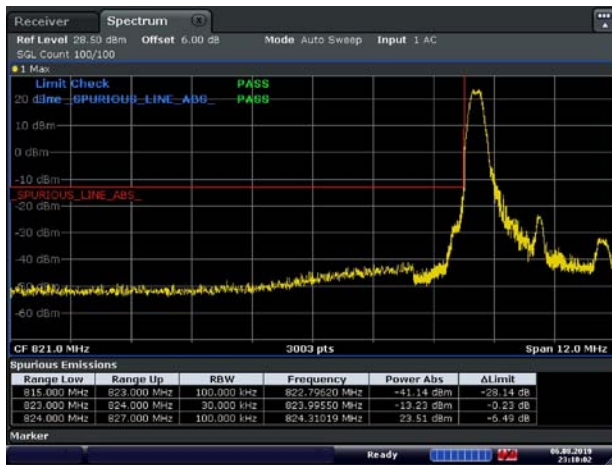 Receiver Spectrum
Ref Level 28.50 dBm Offset 6.00 dB Mode Auto Sweep Input 1 AC
SGL Count 100/100
1 Max
Limit Check PASS
20 dBm Line _SPURIOUS_LINE_ABS_ PASS
10 dBm
0 dBm
-10 dBm
_SPURIOUS_LINE_ABS_
-20 dBm
-30 dBm
-40 dBm
-60 dBm
CF 821.0 MHz 3003 pts Span 12.0 MHz
Spurious Emissions
Range Low Range Up RBW Frequency Power Abs ΔLimit
815.000 MHz 823.000 MHz 100.000 kHz 822.79620 MHz -41.14 dBm -28.14 dB
823.000 MHz 824.000 MHz 30.000 kHz 823.99550 MHz -13.23 dBm -0.23 dB
824.000 MHz 827.000 MHz 100.000 kHz 824.31019 MHz 23.51 dBm -6.49 dB
Marker
Ready 06.08.2019
23:10:02